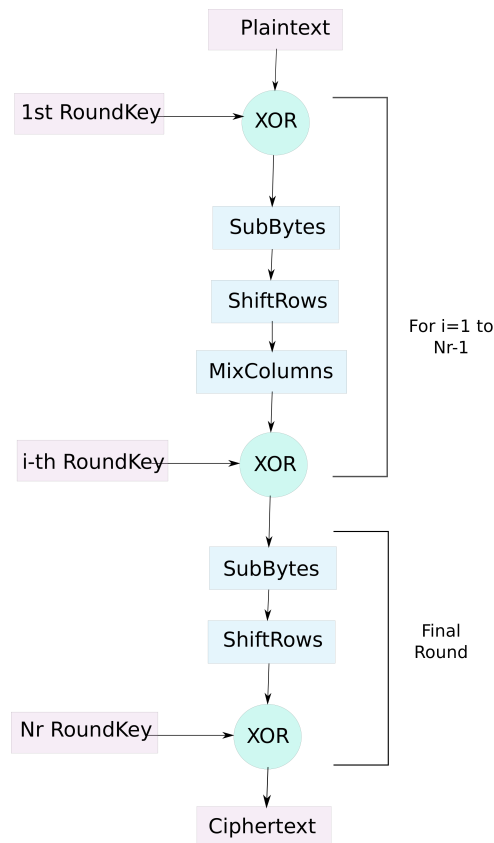 Plaintext
1st RoundKey
XOR
SubBytes
ShiftRows
For i=1 to
Nr-1
MixColumns
i-th RoundKey
XOR
SubBytes
ShiftRows
Final
Round
Nr RoundKey
XOR
Ciphertext